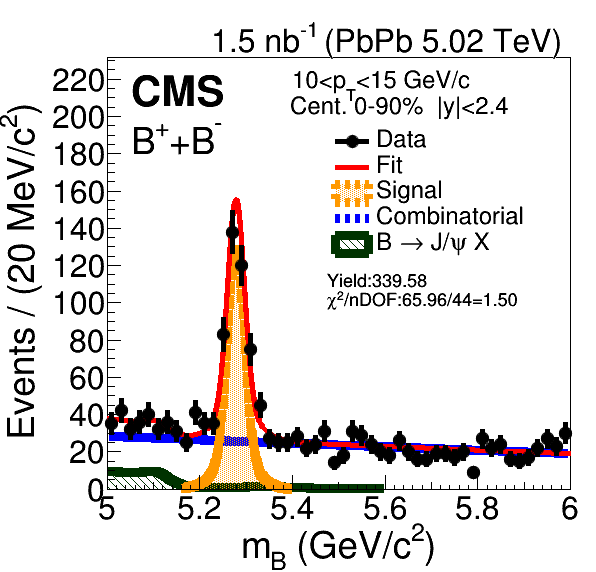 1.5 nb⁻¹ (PbPb 5.02 TeV)
CMS
B⁺+B⁻
10<p_T<15 GeV/c
Cent. 0-90% |y|<2.4
Data
Fit
Signal
Combinatorial
B → J/ψ X
Yield:339.58
χ²/nDOF:65.96/44=1.50
Events / (20 MeV/c²)
220
200
180
160
140
120
100
80
60
40
20
0
5 5.2 5.4 5.6 5.8 6
m_B (GeV/c²)